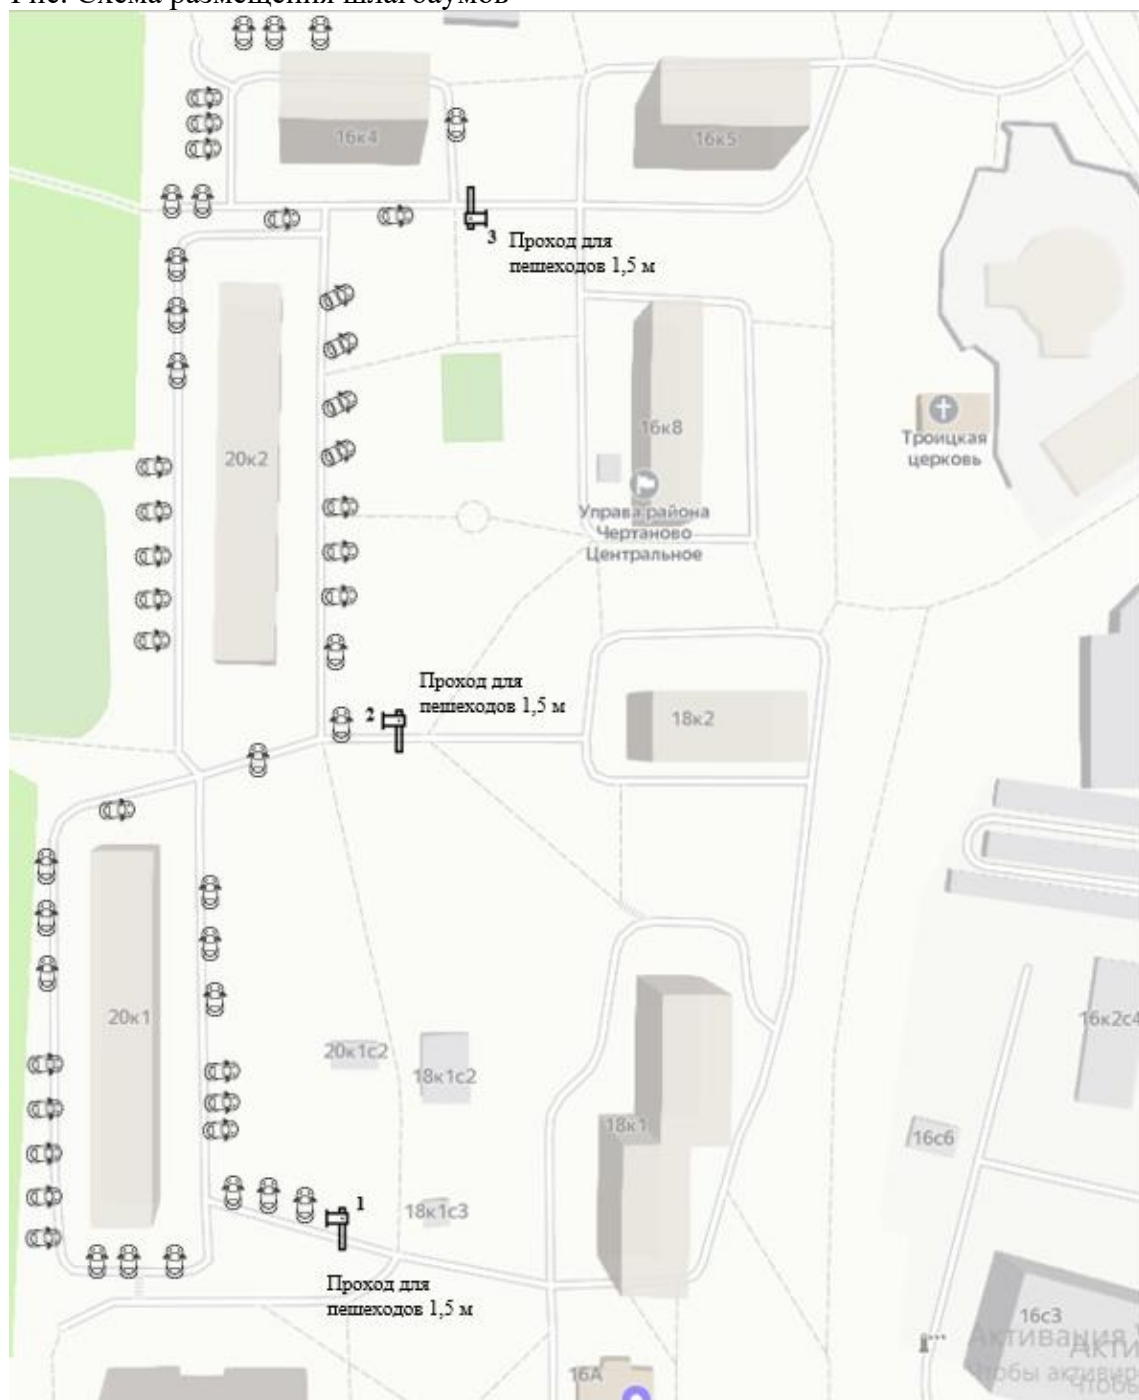 Рис. Схема размещения шлагбаумов
16к4
16к5
3
Проход для
пешеходов 1,5 м
16к8
20к2
Троицкая
церковь
Управа района
Чертаново
Центральное
Проход для
пешеходов 1,5 м
2
18к2
20к1
20к1с2
18к1с2
16к2с4
18к1
16с6
1
18к1с3
Проход для
пешеходов 1,5 м
16с3
16А